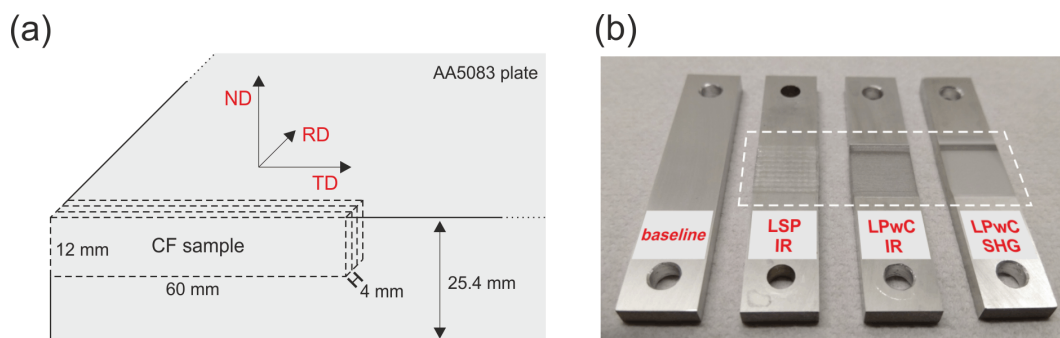 (a)
AA5083 plate
ND
RD
TD
CF sample
12 mm
60 mm
4 mm
25.4 mm
(b)
baseline
LSP
IR
LPwC
IR
LPwC
SHG